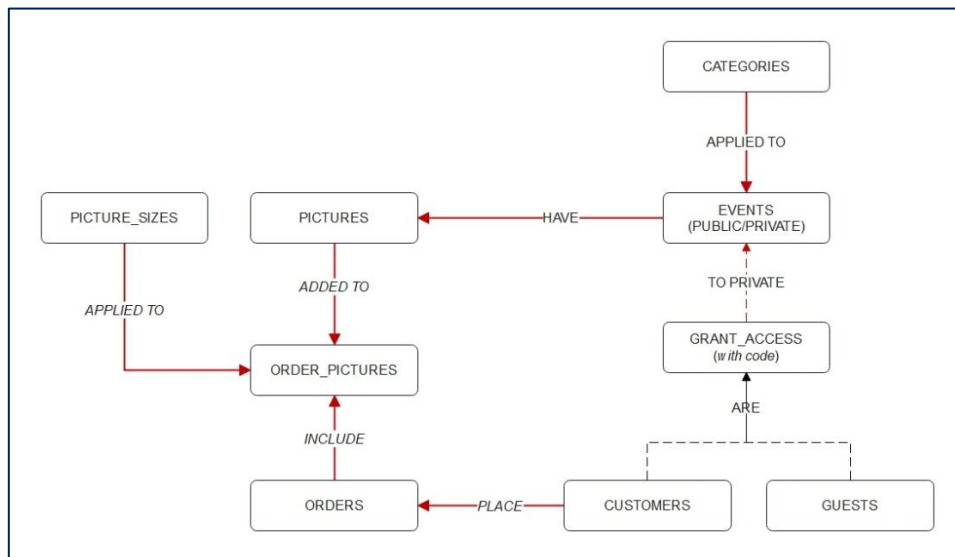 CATEGORIES
APPLIED TO
PICTURE_SIZES
PICTURES
HAVE
EVENTS
(PUBLIC/PRIVATE)
APPLIED TO
ADDED TO
TO PRIVATE
ORDER_PICTURES
GRANT_ACCESS
(with code)
INCLUDE
ARE
ORDERS
PLACE
CUSTOMERS
GUESTS